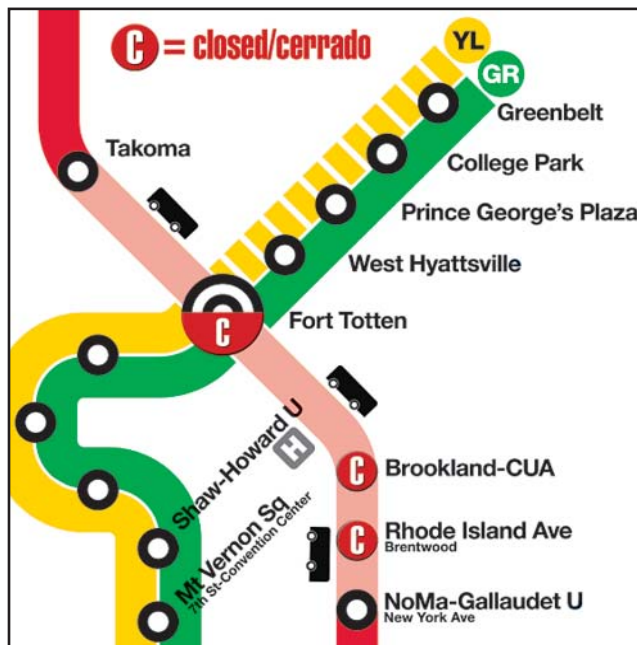 C = closed/cerrado
YL
GR
Greenbelt
Takoma
College Park
Prince George's Plaza
West Hyattsville
Fort Totten
C
Shaw-Howard U
H
C
Brookland-CUA
Mt Vernon Sq
7th St-Convention Center
C
Rhode Island Ave
Brentwood
NoMa-Gallaudet U
New York Ave